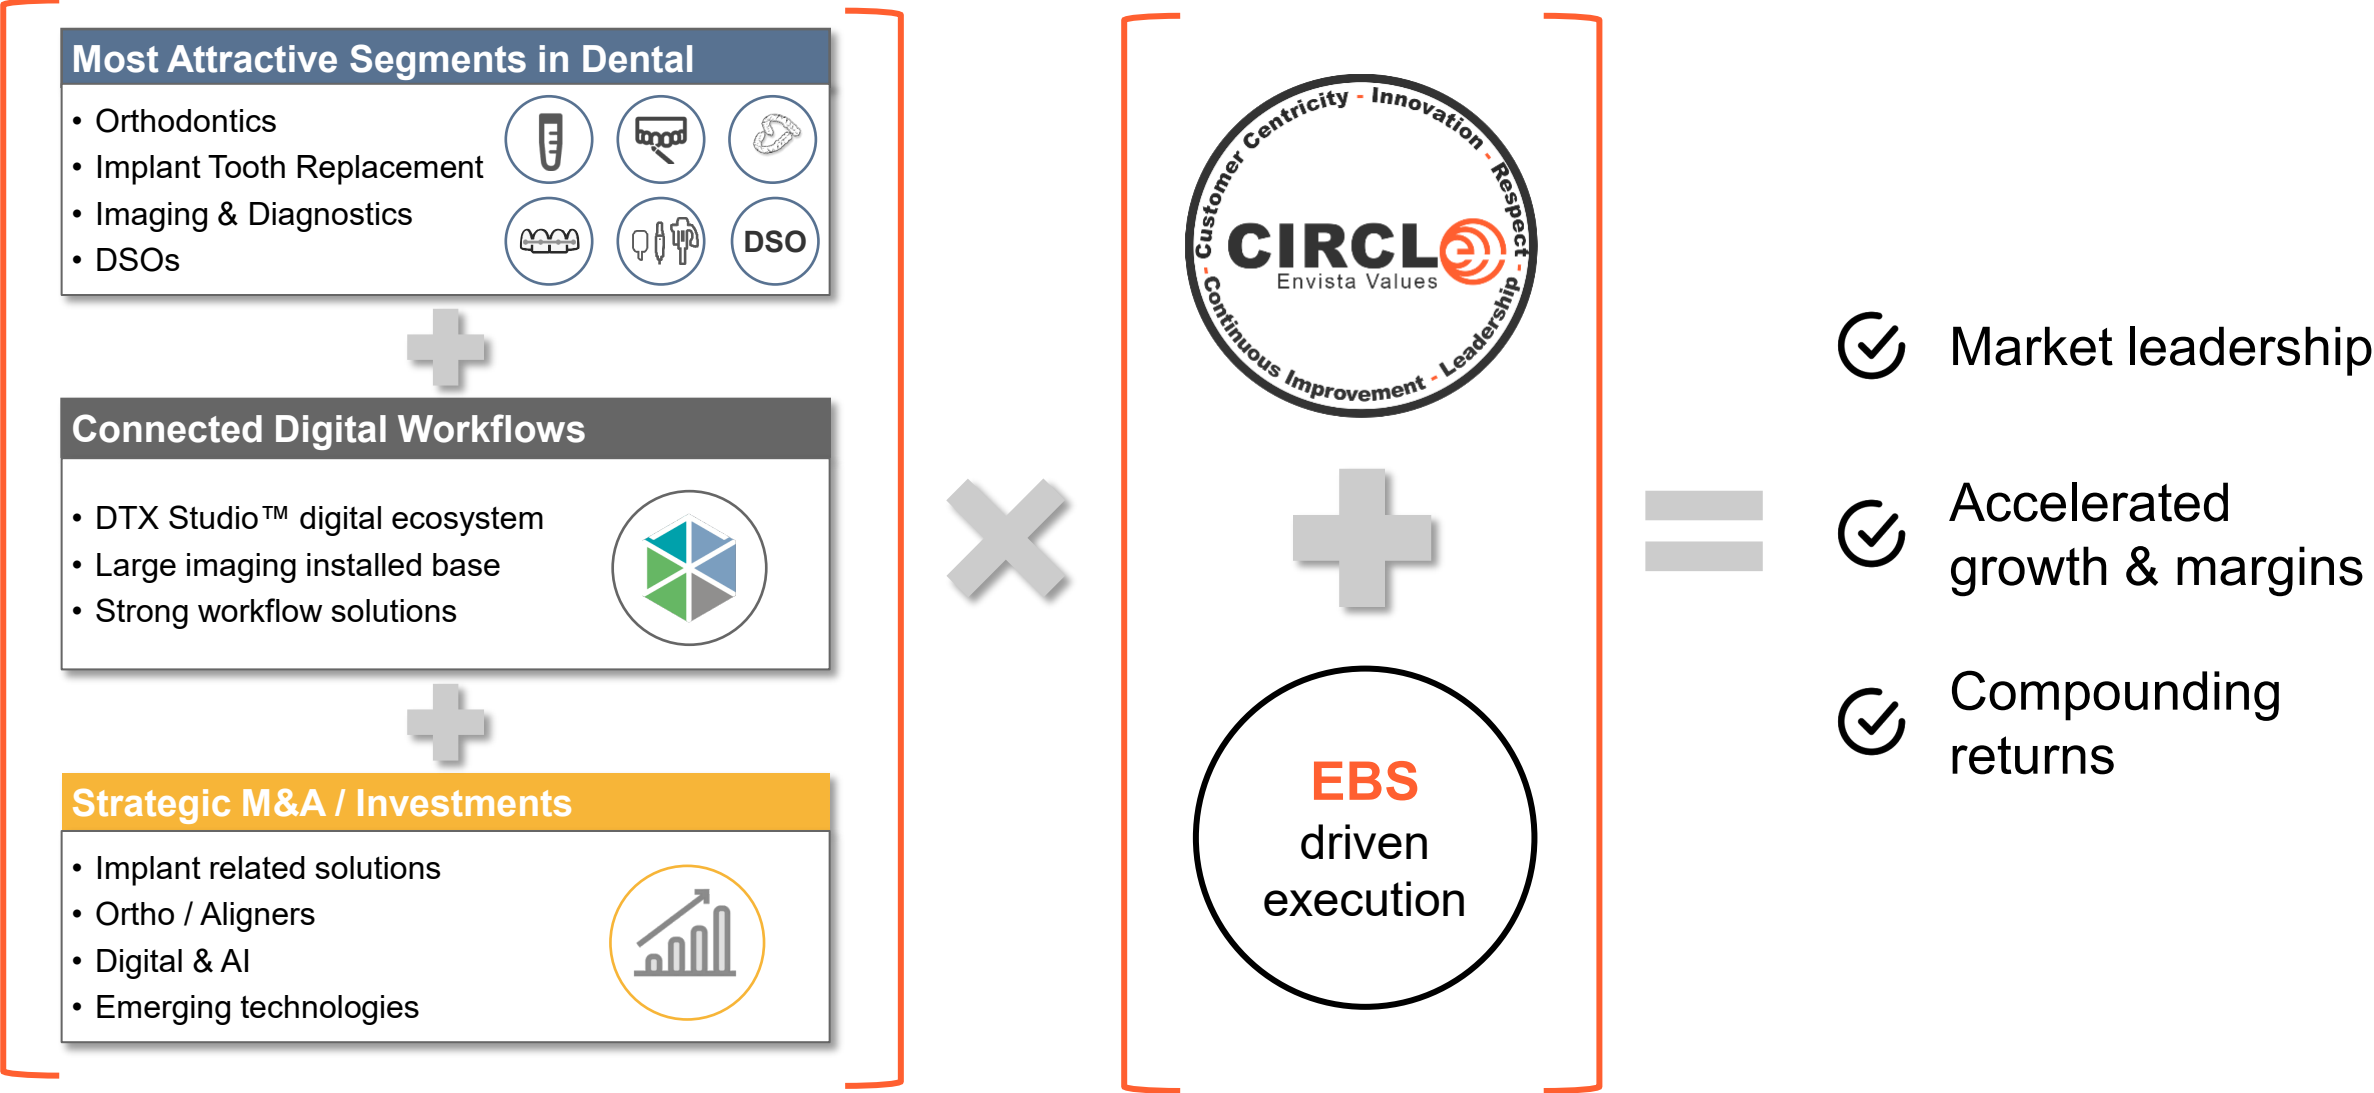 Most Attractive Segments in Dental
• Orthodontics
• Implant Tooth Replacement
• Imaging & Diagnostics
• DSOs
DSO
Connected Digital Workflows
• DTX Studio™ digital ecosystem
• Large imaging installed base
• Strong workflow solutions
Strategic M&A / Investments
• Implant related solutions
• Ortho / Aligners
• Digital & AI
• Emerging technologies
Customer Centricity - Innovation - Respect - Leadership - Continuous Improvement -
CIRCLe
Envista Values
EBS
driven
execution
Market leadership
Accelerated
growth & margins
Compounding
returns